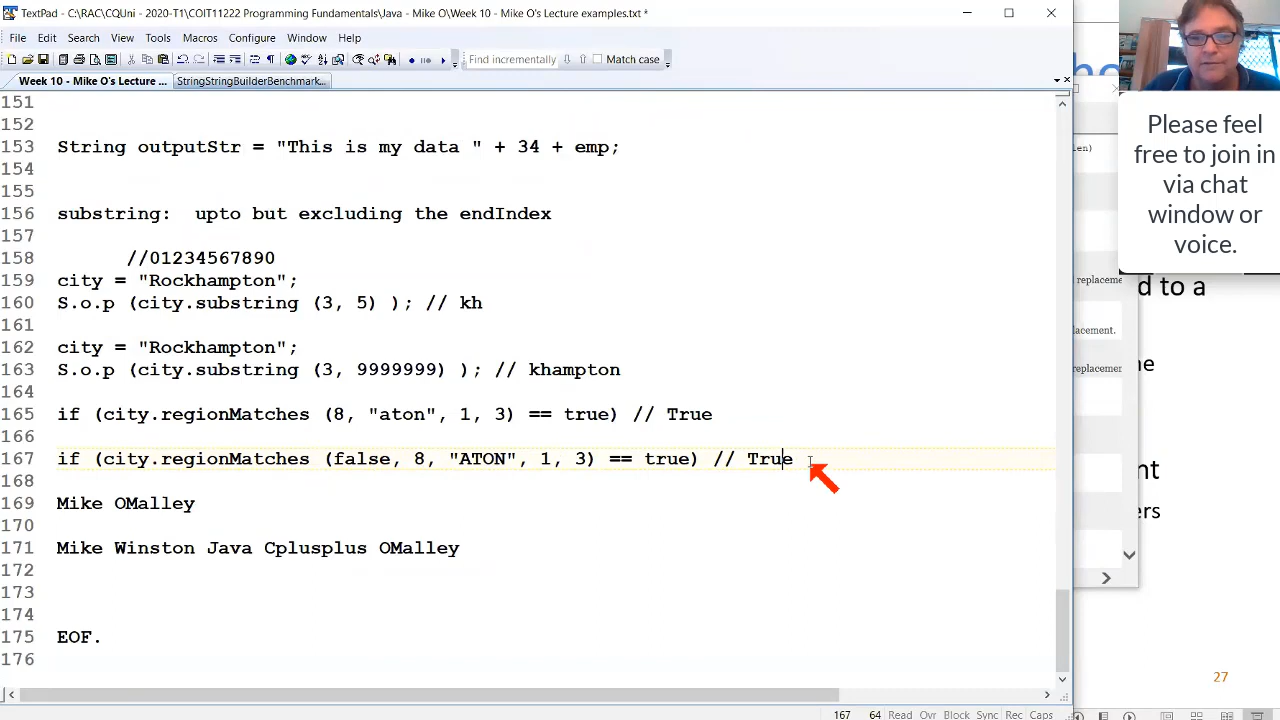 TextPad - C:\RAC\CQUni - 2020-T1\COIT11222 Programming Fundamentals\Java - Mike O\Week 10 - Mike O's Lecture examples.txt *
File Edit Search View Tools Macros Configure Window Help
Find incrementally Match case
Week 10 - Mike O's Lecture ... StringStringBuilderBenchmark...
151
152
153 String outputStr = "This is my data " + 34 + emp;
154
155
156 substring: upto but excluding the endIndex
157
158 //01234567890
159 city = "Rockhampton";
160 S.o.p (city.substring (3, 5) ); // kh
161
162 city = "Rockhampton";
163 S.o.p (city.substring (3, 9999999) ); // khampton
164
165 if (city.regionMatches (8, "aton", 1, 3) == true) // True
166
167 if (city.regionMatches (false, 8, "ATON", 1, 3) == true) // True
168
169 Mike OMalley
170
171 Mike Winston Java Cplusplus OMalley
172
173
174
175 EOF.
176
167 64 Read Ovr Block Sync Rec Caps
Please feel
free to join in
via chat
window or
voice.
d to a
27